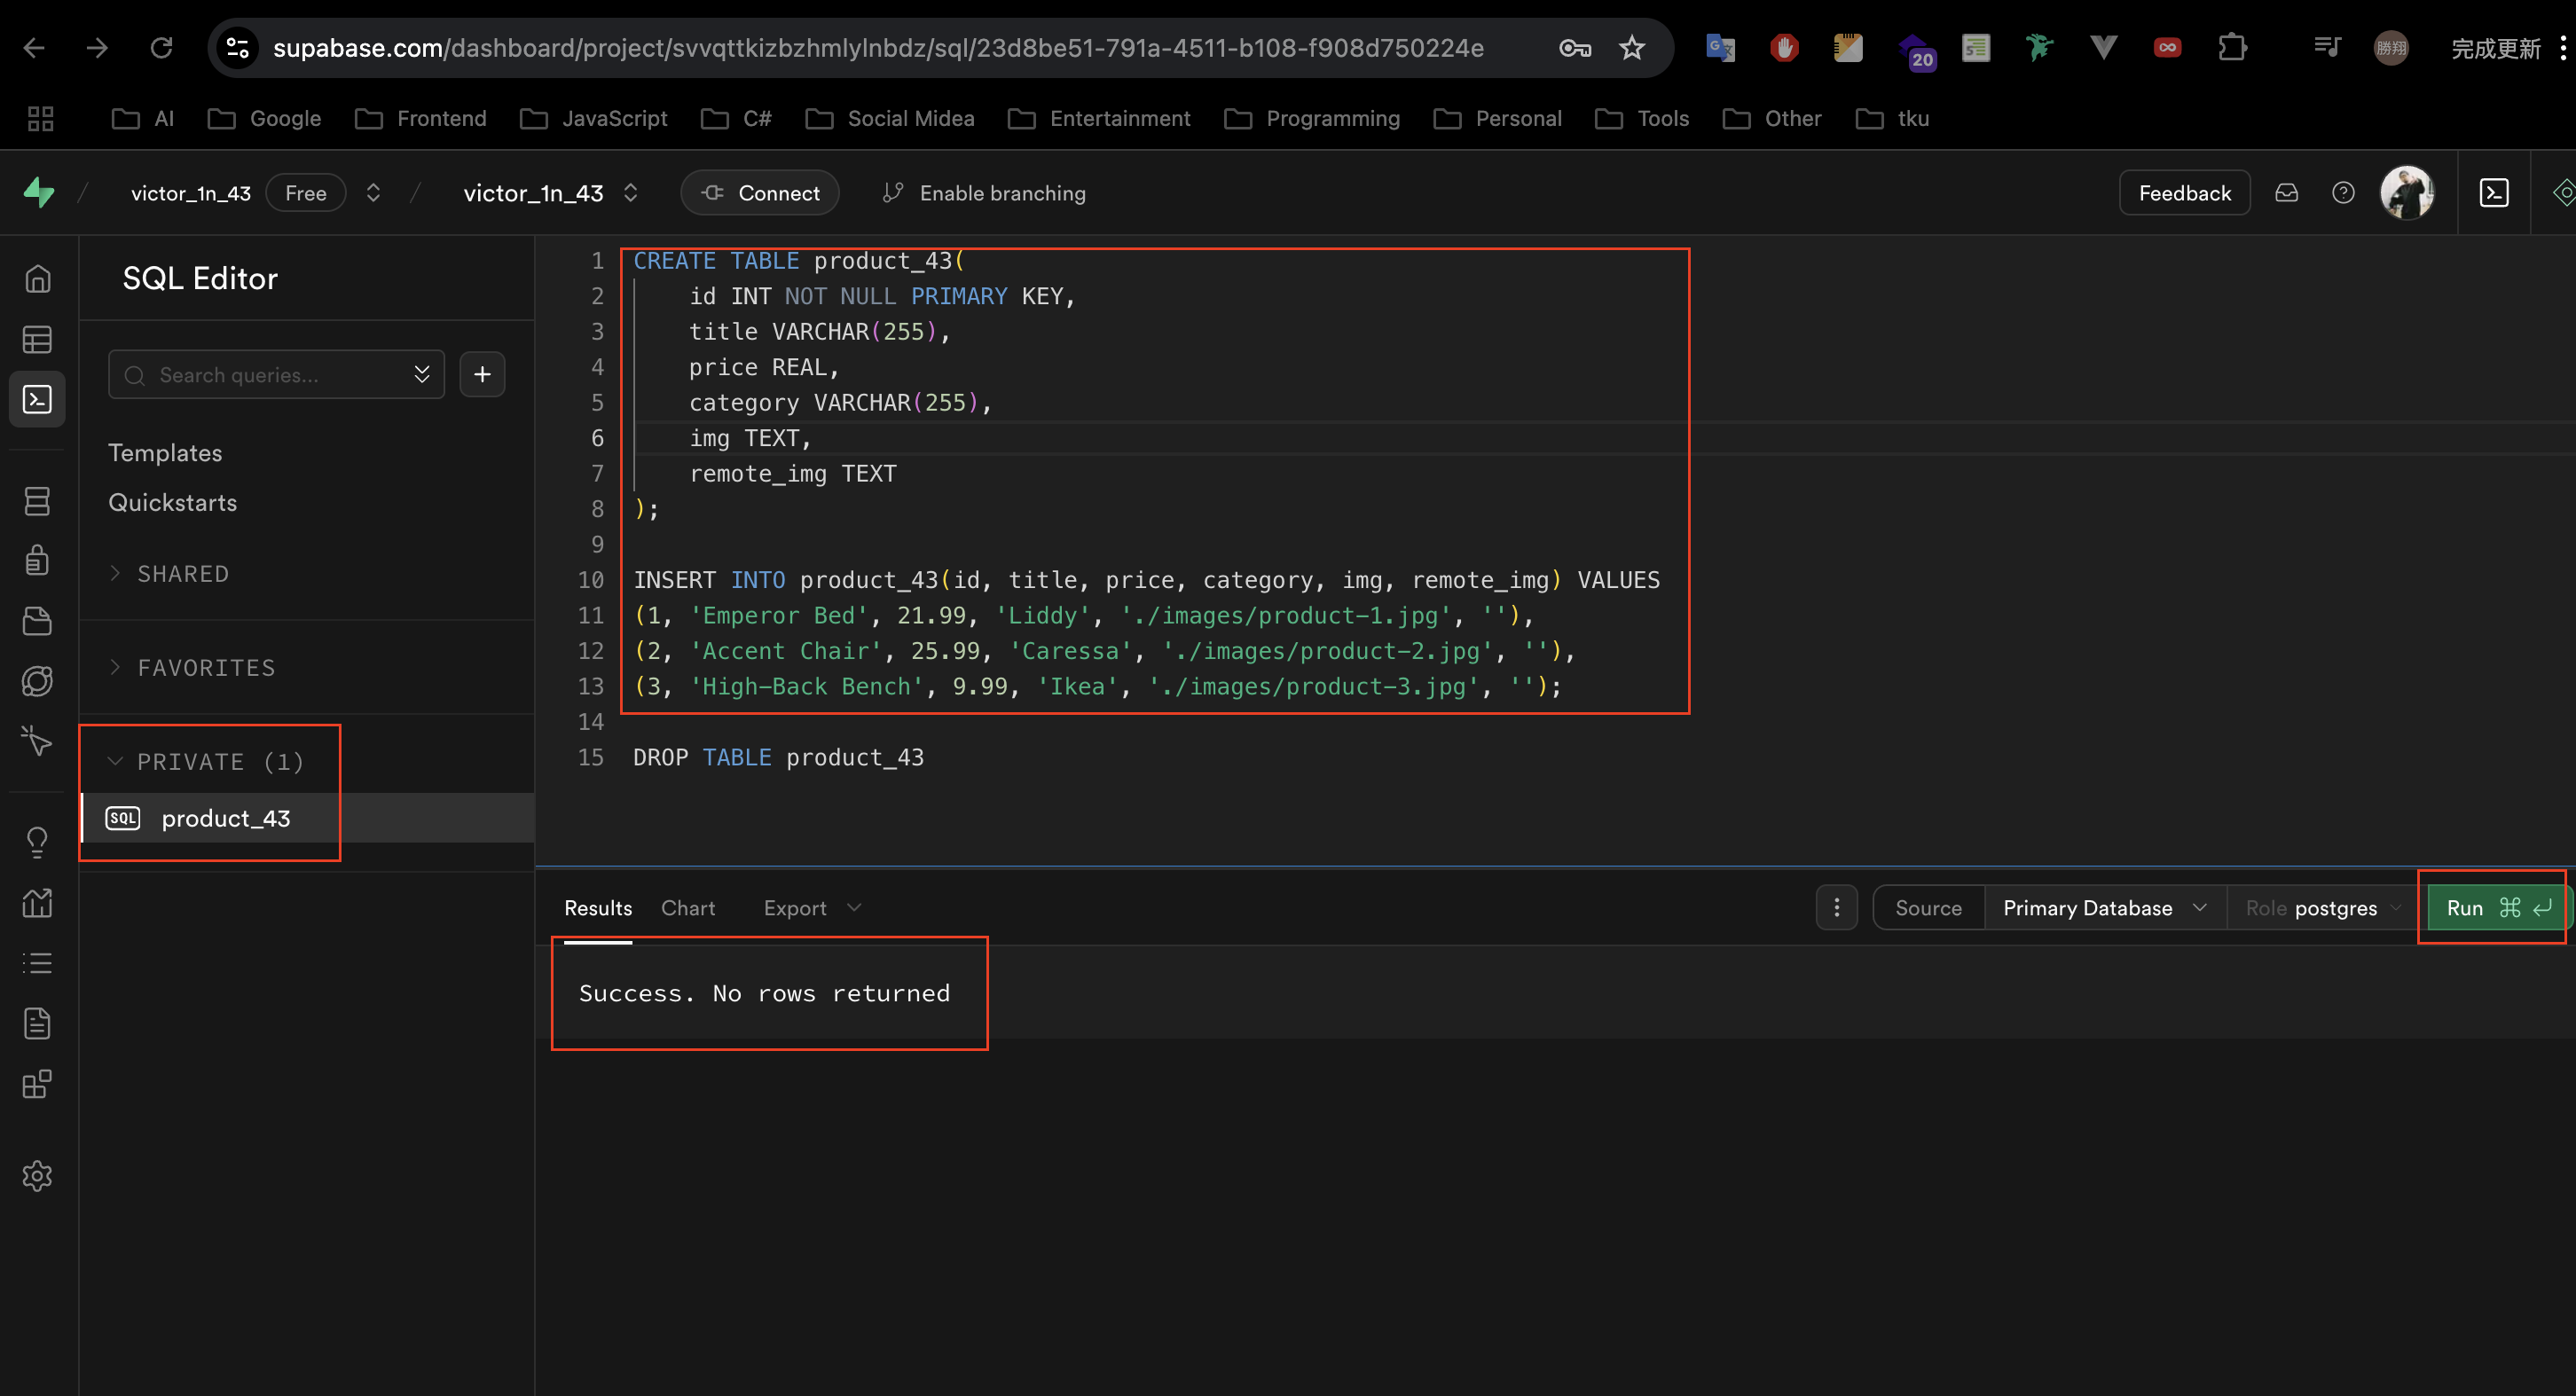 supabase.com/dashboard/project/svvqttkizbzhmlylnbdz/sql/23d8be51-791a-4511-b108-f908d750224e
20
勝翔
完成更新
AI
Google
Frontend
JavaScript
C#
Social Midea
Entertainment
Programming
Personal
Tools
Other
tku
victor_1n_43
Free
victor_1n_43
Connect
Enable branching
Feedback
SQL Editor
Search queries...
Templates
Quickstarts
SHARED
FAVORITES
PRIVATE (1)
SQL product_43
1 CREATE TABLE product_43(
2 id INT NOT NULL PRIMARY KEY,
3 title VARCHAR(255),
4 price REAL,
5 category VARCHAR(255),
6 img TEXT,
7 remote_img TEXT
8 );
9
10 INSERT INTO product_43(id, title, price, category, img, remote_img) VALUES
11 (1, 'Emperor Bed', 21.99, 'Liddy', './images/product-1.jpg', ''),
12 (2, 'Accent Chair', 25.99, 'Caressa', './images/product-2.jpg', ''),
13 (3, 'High-Back Bench', 9.99, 'Ikea', './images/product-3.jpg', '');
14
15 DROP TABLE product_43
Results
Chart
Export
Source
Primary Database
Role postgres
Run ⌘ ↵
Success. No rows returned